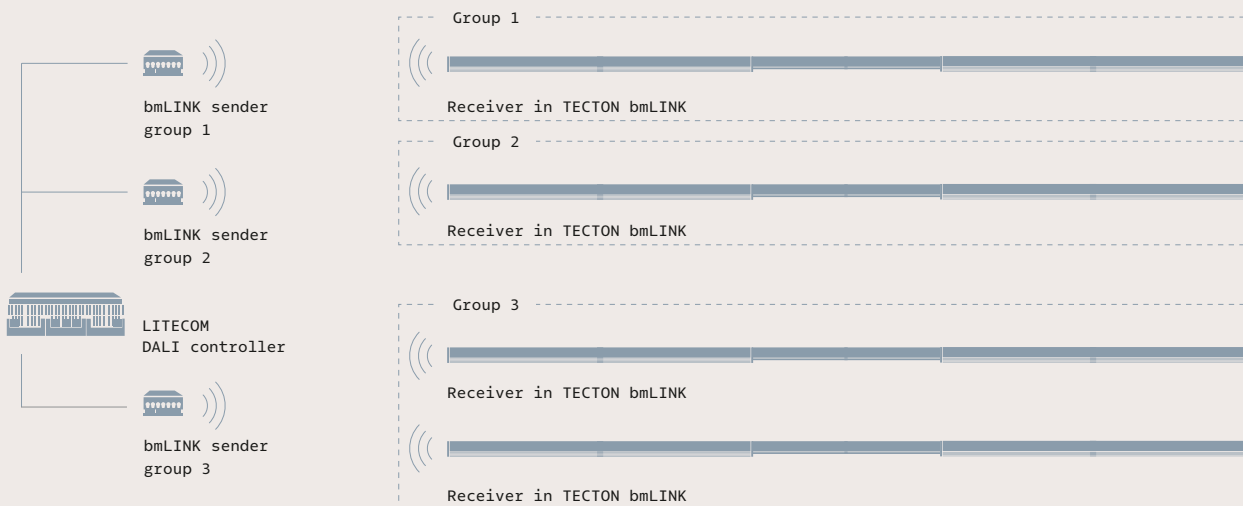 Group 1
bmLINK sender
group 1
Receiver in TECTON bmLINK
Group 2
bmLINK sender
group 2
Receiver in TECTON bmLINK
Group 3
LITECOM
DALI controller
Receiver in TECTON bmLINK
bmLINK sender
group 3
Receiver in TECTON bmLINK